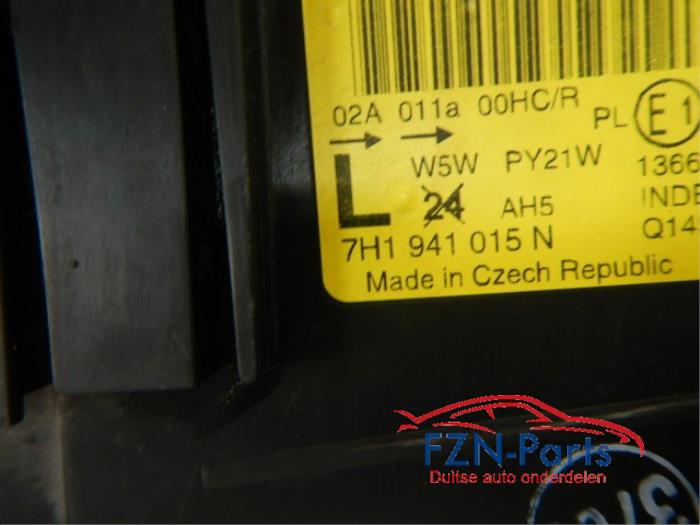 02A 011a 00HC/R PL E1
W5W PY21W 1366
L 24 AH5 INDE
7H1 941 015 N Q14
Made in Czech Republic
FZN-Parts
Duitse auto onderdelen